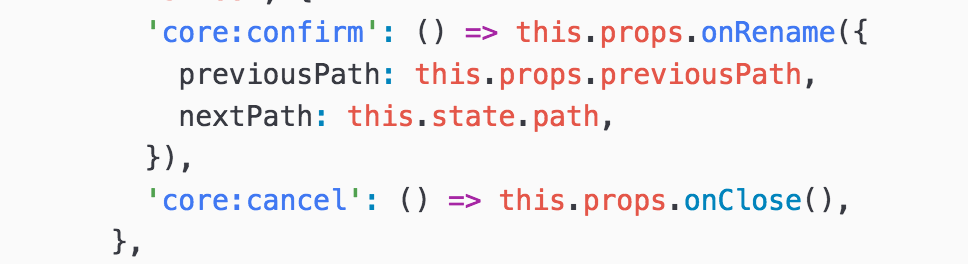 'core:confirm': () => this.props.onRename({
previousPath: this.props.previousPath,
nextPath: this.state.path,
}),
'core:cancel': () => this.props.onClose(),
},